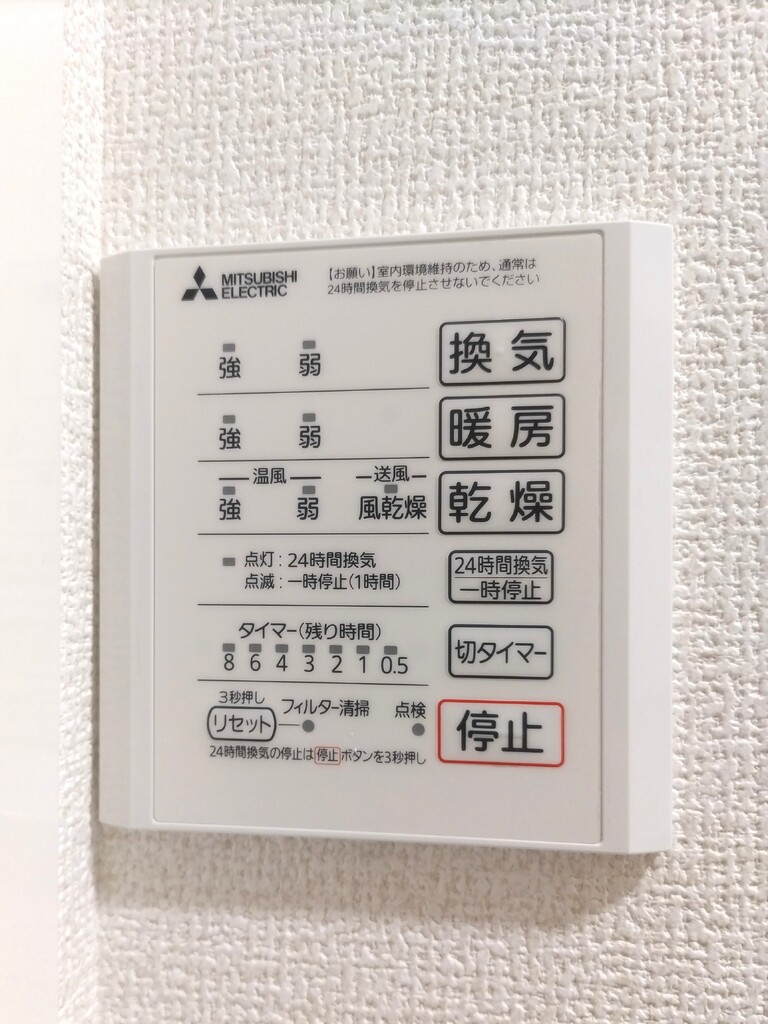 MITSUBISHI
ELECTRIC
【お願い】室内環境維持のため、通常は
24時間換気を停止させないでください
強 弱 換気
強 弱 暖房
温風 送風
強 弱 風乾燥 乾燥
点灯:24時間換気
点滅:一時停止(1時間)
24時間換気
一時停止
タイマー(残り時間)
8 6 4 3 2 1 0.5
切タイマー
3秒押し
リセット フィルター清掃 点検
停止
24時間換気の停止は停止ボタンを3秒押し